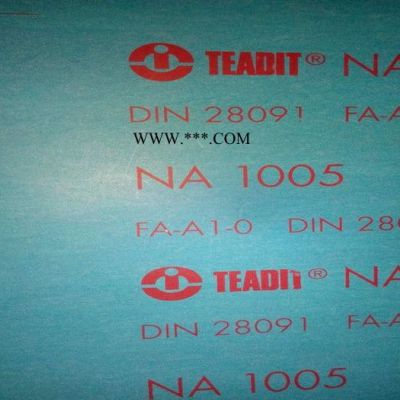 TEADIT® NA
DIN 28091 FA-A
WWW.***.COM
NA 1005
FA-A1-0 DIN 280
TEADIT® NA
DIN 28091 FA-A
NA 1005